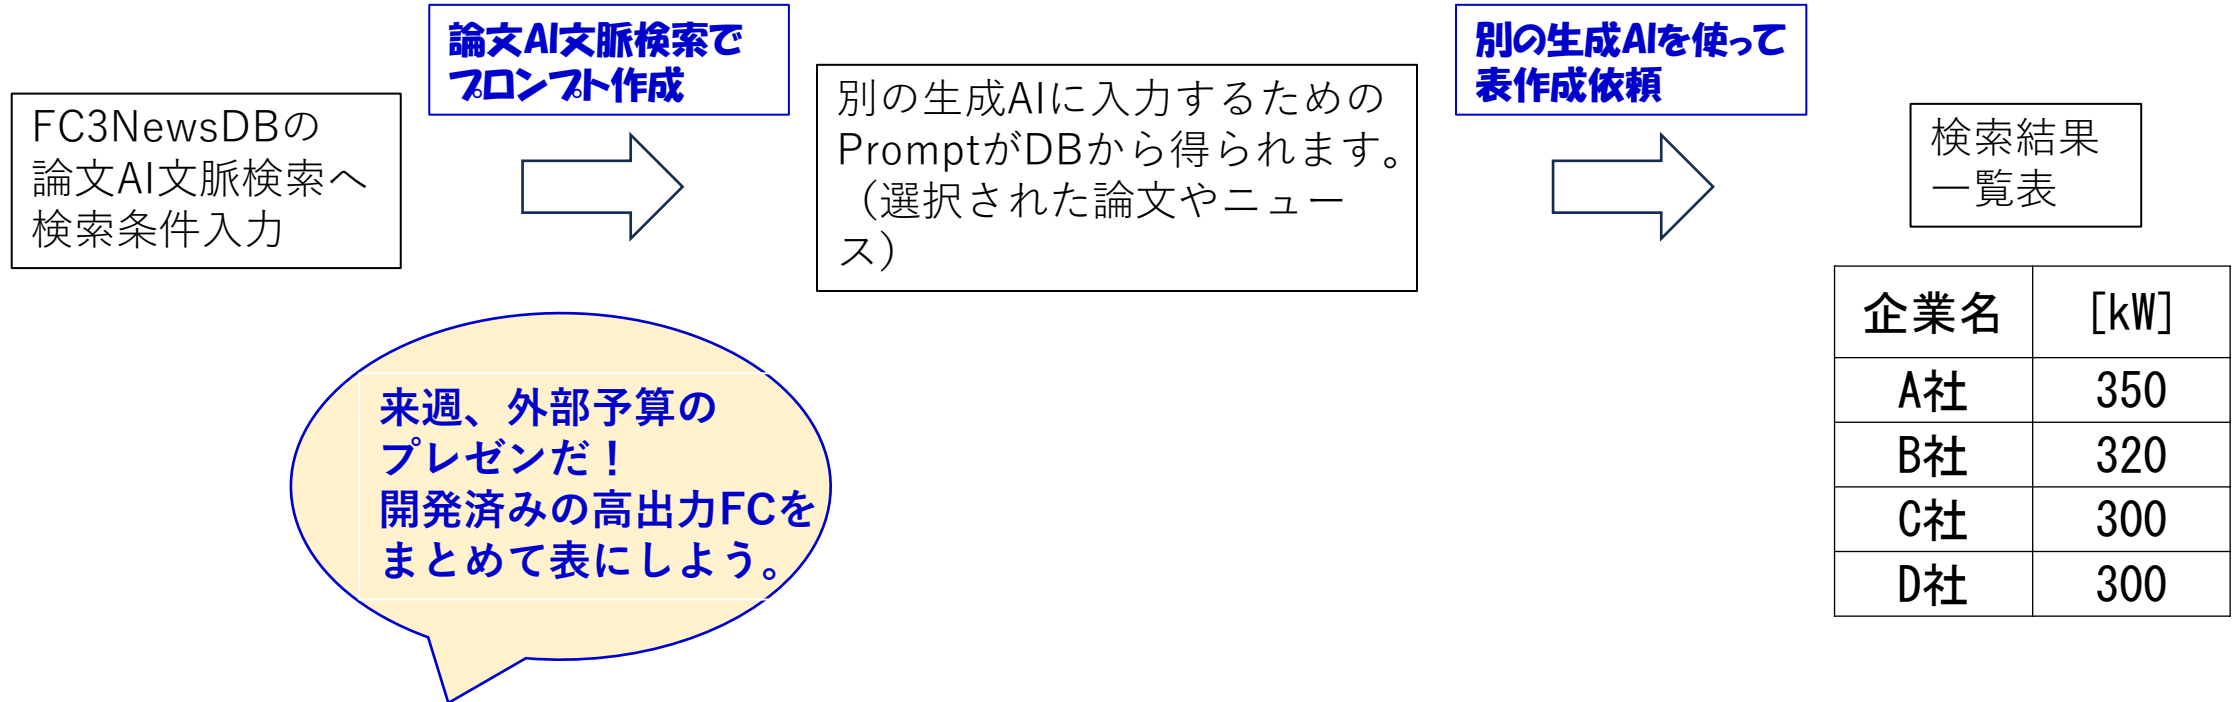 論文AI文脈検索で
プロンプト作成
別の生成AIを使って
表作成依頼
FC3NewsDBの
論文AI文脈検索へ
検索条件入力
別の生成AIに入力するための
PromptがDBから得られます。
（選択された論文やニュー
ス）
検索結果
一覧表
来週、外部予算の
プレゼンだ！
開発済みの高出力FCを
まとめて表にしよう。
企業名 [kW]
A社 350
B社 320
C社 300
D社 300